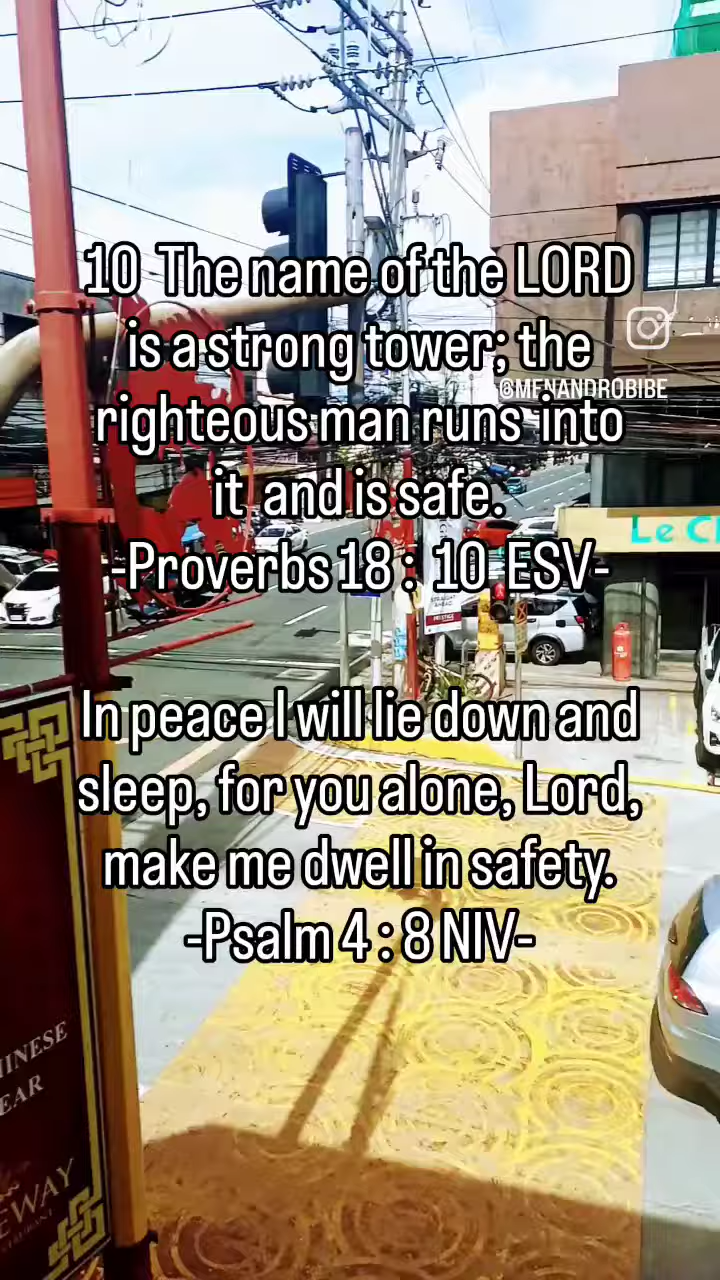 10 The name of the LORD
is a strong tower; the
@MENANDROBIBE
righteous man runs into
it and is safe.
-Proverbs 18 : 10 ESV-
Le C
In peace I will lie down and
sleep, for you alone, Lord,
make me dwell in safety.
-Psalm 4 : 8 NIV-
INESE
EAR
EWAY